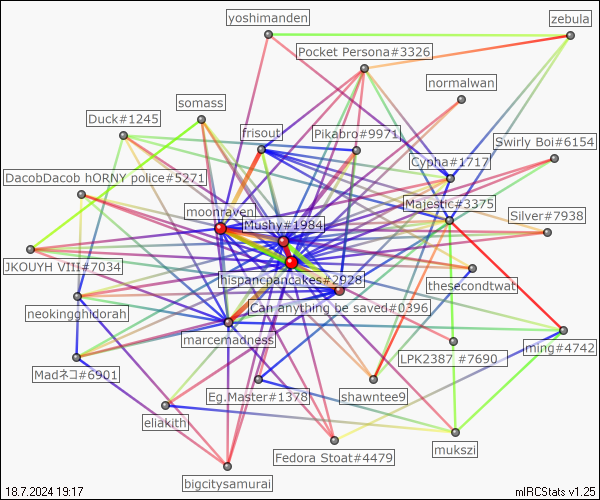 yoshimanden
zebula
Pocket Persona#3326
normalwan
somass
Duck#1245
frisout
Pikabro#9971
Swirly Boi#6154
Cypha#1717
DacobDacob hORNY police#5271
Majestic#3375
moonraven
Silver#7938
Mushy#1984
JKOUYH VIII#7034
hispancpancakes#2928
thesecondtwat
neokingghidorah
Can anything be saved#0396
marcemadness
ming#4742
LPK2387 #7690
Madネコ#6901
Eg.Master#1378
shawntee9
eliakith
mukszi
Fedora Stoat#4479
bigcitysamurai
18.7.2024 19:17
mIRCStats v1.25